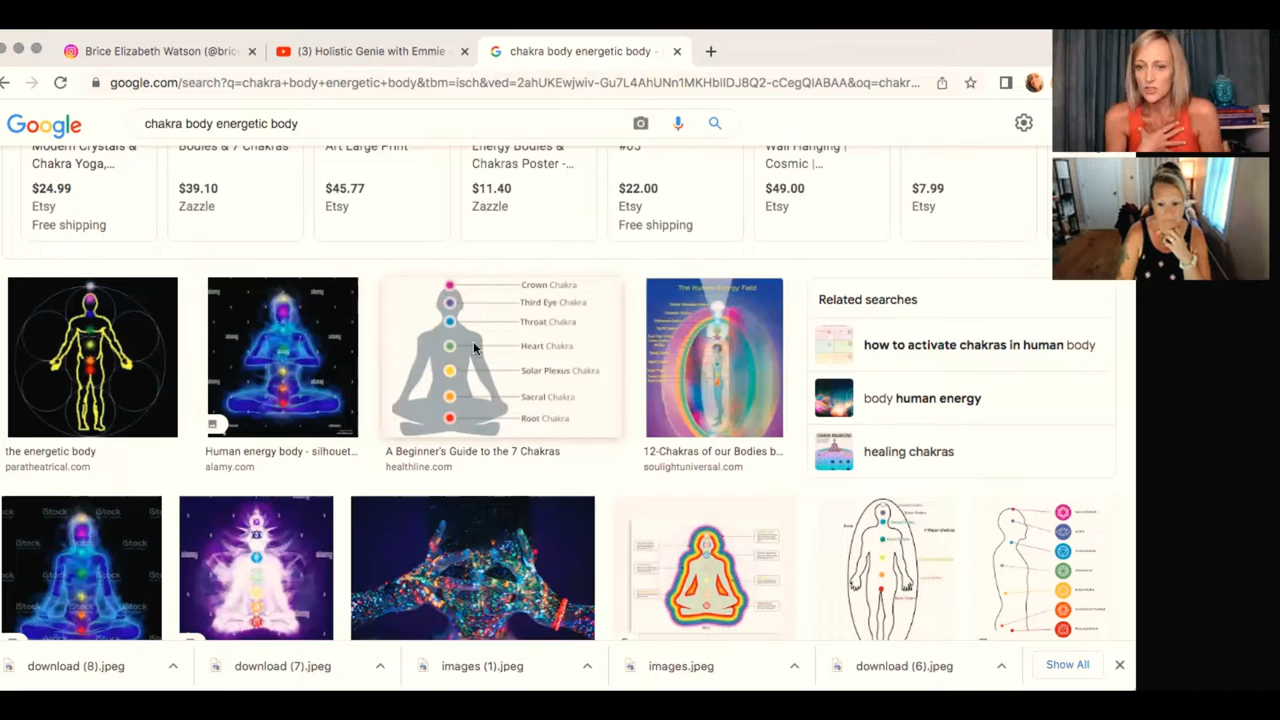 Brice Elizabeth Watson (@bric
(3) Holistic Genie with Emmie -
chakra body energetic body -
google.com/search?q=chakra+body+energetic+body&tbm=isch&ved=2ahUKEwjwiv-Gu7L4AhUNn1MKHbIIDJ8Q2-cCegQIABAA&oq=chakr...
Google
chakra body energetic body
Modern Crystals &
Chakra Yoga,...
$24.99
Etsy
Free shipping
Bodies & 7 Chakras
$39.10
Zazzle
Art Large Print
$45.77
Etsy
Energy Bodies &
Chakras Poster -...
$11.40
Zazzle
#05
$22.00
Etsy
Free shipping
Wall Hanging |
Cosmic |
$49.00
Etsy
$7.99
Etsy
the energetic body
paratheatrical.com
alamy
Human energy body - silhouet...
alamy.com
Crown Chakra
Third Eye Chakra
Throat Chakra
Heart Chakra
Solar Plexus Chakra
Sacral Chakra
Root Chakra
A Beginner's Guide to the 7 Chakras
healthline.com
The Human Energy Field
12-Chakras of our Bodies b...
soulightuniversal.com
Related searches
how to activate chakras in human body
body human energy
healing chakras
iStock
iStock
alamy
download (8).jpeg
download (7).jpeg
images (1).jpeg
images.jpeg
download (6).jpeg
Show All